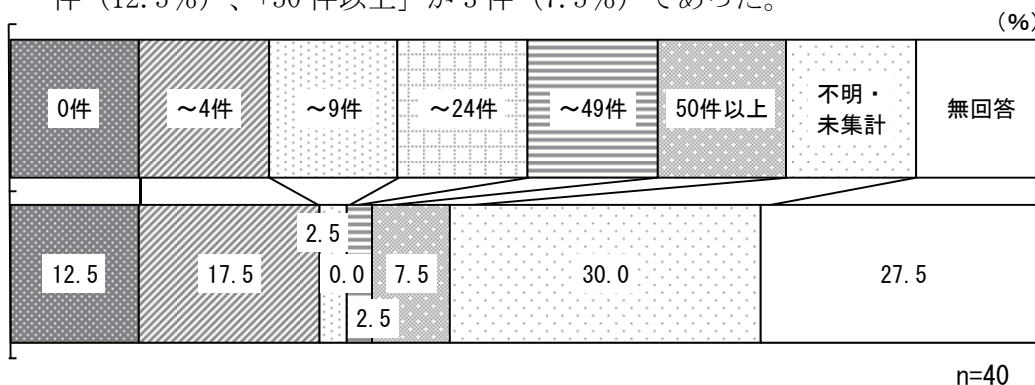 件（12.5％）、「50 件以上」が 3 件（7.5％）であった。
（％）
0件 ～4件 ～9件 ～24件 ～49件 50件以上 不明・ 無回答
未集計
12.5 17.5 2.5 0.0 2.5 7.5 30.0 27.5
n=40